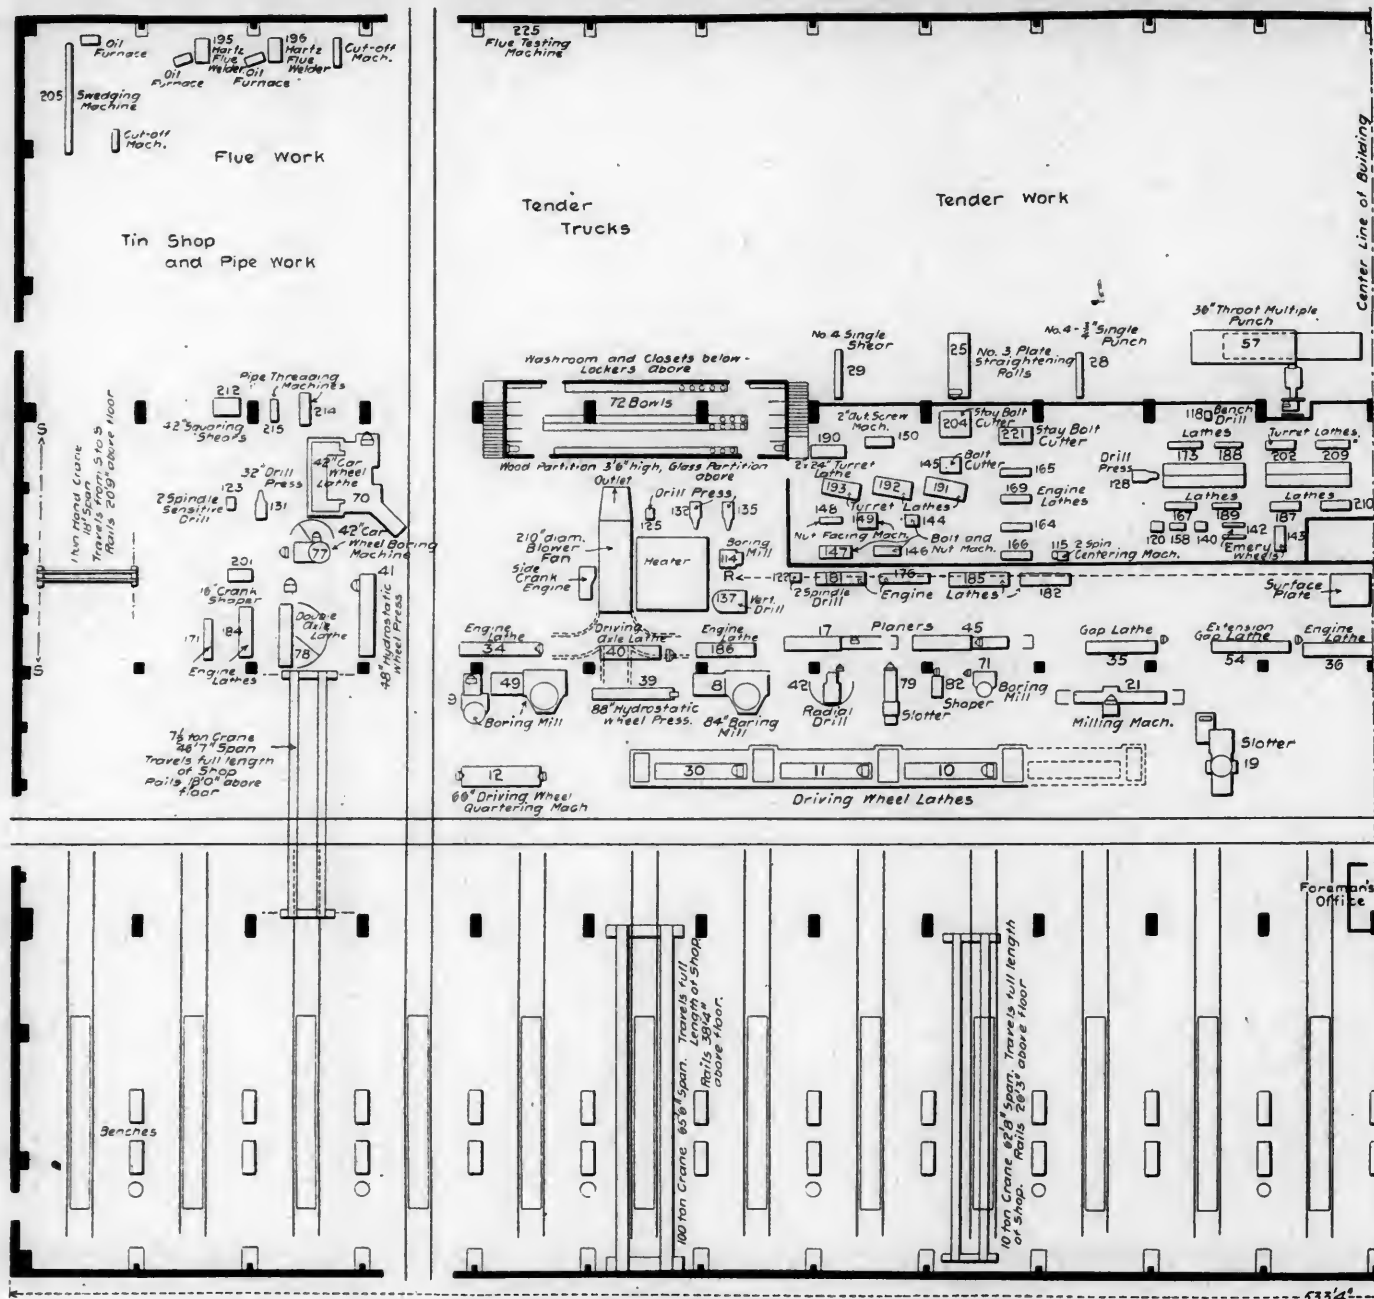 Oil
Furnace
195
Hartz
Flue
Welder
196
Hartz
Flue
Welder
Cut-off
Mach.
Oil
Furnace
Oil
Furnace
205
Swedging
Machine
Cut-off
Mach.
Flue Work
225
Flue Testing
Machine
Tin Shop
and Pipe Work
Tender
Trucks
Tender Work
Center Line of Building
36" Throat Multiple
Punch
57
No. 4 Single
Shear
29
25
No. 3 Plate
Straightening
Rolls
No. 4 - 3/4" Single
Punch
28
Washroom and Closets below -
Lockers above
72 Bowls
Wood Partition 3'6" high, Glass Partition
above
Pipe Threading
Machines
212
215
214
42" Squaring
Shears
S
S
1 ton Hand Crane
18' Span
Travels from S to S
Rails 20'9" above floor
32" Drill
Press
131
123
2 Spindle
Sensitive
Drill
42" Car
Wheel
Lathe
70
42" Car
Wheel Boring
Machine
77
201
16" Crank
Shaper
171
184
Engine
Lathes
Double
Axle
Lathe
78
41
48" Hydrostatic
Wheel Press
7½ ton Crane
46'7" Span
Travels full length
of Shop
Rails 18'0" above
floor
Outlet
210" diam.
Blower
Fan
Side
Crank
Engine
Drill Press
125
132
135
Heater
Boring
Mill
114
R
137
Vert.
Drill
2" Aut. Screw
Mach.
150
190
2x24" Turret
Lathe
Stay Bolt
Cutter
204
221
Stay Bolt
Cutter
145
Bolt
Cutter
193
192
191
Turret Lathes
165
169
Engine
Lathes
164
166
148
149
144
Nut Facing Mach.
147
146
Bolt and
Nut Mach.
115
2 Spin.
Centering Mach.
118
Bench
Drill
Lathes
173
188
Turret Lathes
202
209
Drill
Press
128
Lathes
167
189
Lathes
187
210
120
158
140
142
143
Emery
Wheels
122
181
2 Spindle
Drill
176
185
182
Engine
Lathes
Surface
Plate
Engine
Lathe
34
Driving
Axle Lathe
40
Engine
Lathe
186
17
Planers
45
Gap Lathe
35
Extension
Gap Lathe
54
Engine
Lathe
36
9
49
Boring Mill
39
88" Hydrostatic
Wheel Press.
8
84" Boring
Mill
42
Radial
Drill
79
Slotter
82
Shaper
71
Boring
Mill
21
Milling Mach.
Slotter
19
12
66" Driving Wheel
Quartering Mach
30
11
10
Driving Wheel Lathes
Foreman's
Office
100 ton Crane 65'6" Span. Travels full
Length of Shop,
Rails 38'4"
above floor.
10 ton Crane 62'8" Span. Travels full length
of Shop. Rails 26'3" above floor
Benches
533'4"